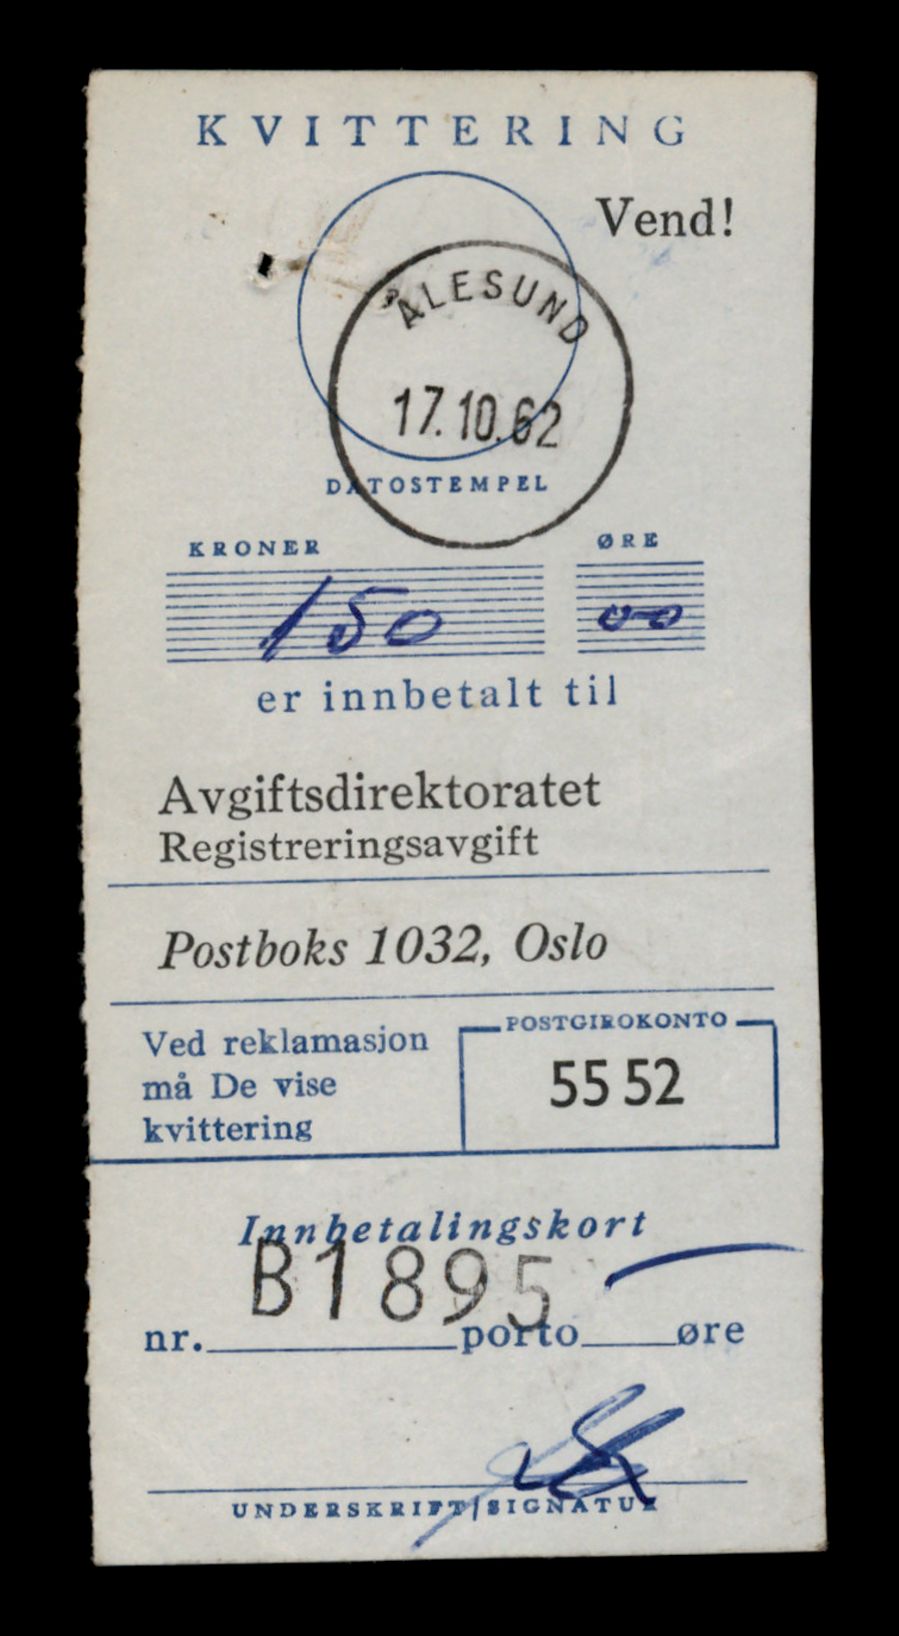 KVITTERING
Vend!
ÅLESUND
17.10.62
DATOSTEMPEL
KRONER ØRE
150 00
er innbetalt til
Avgiftsdirektoratet
Registreringsavgift
Postboks 1032, Oslo
Ved reklamasjon
må De vise
kvittering
POSTGIROKONTO
55 52
Innbetalingskort
B1895
nr. porto øre
UNDERSKRIFT/SIGNATUR